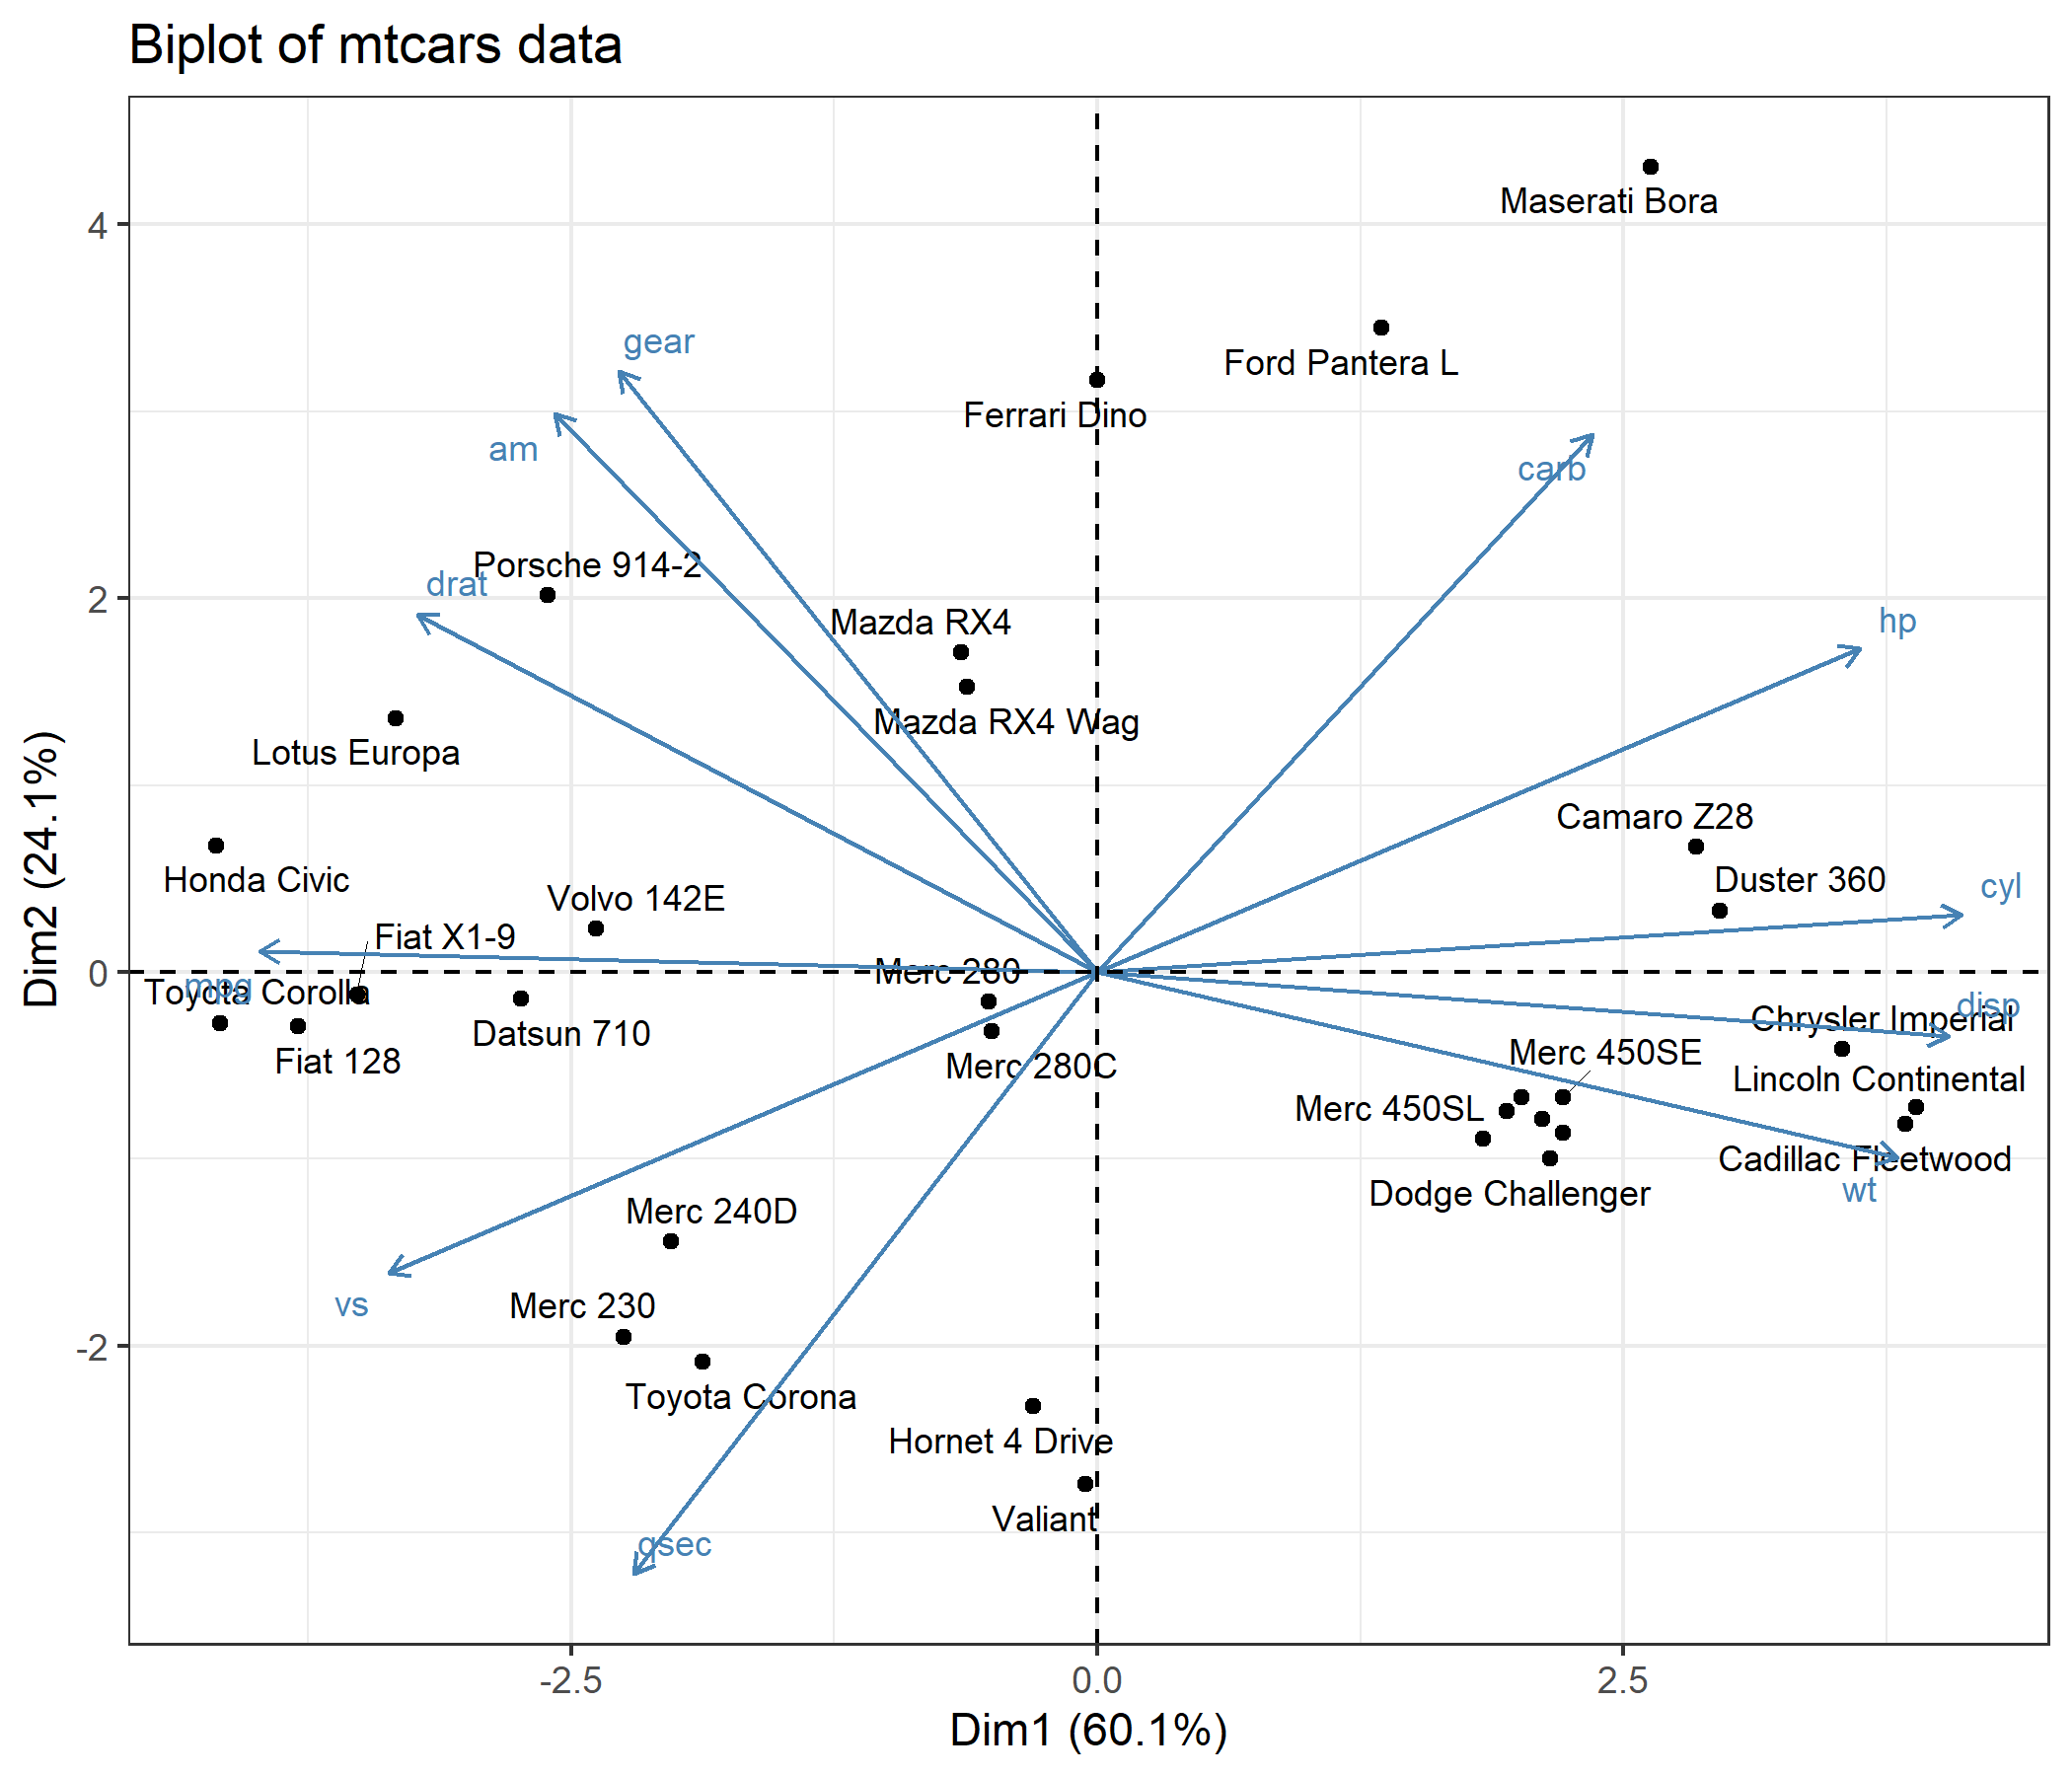 Biplot of mtcars data
Maserati Bora
4
gear
Ford Pantera L
Ferrari Dino
am
carb
Porsche 914-2
drat
2
Mazda RX4
hp
Mazda RX4 Wag
Lotus Europa
Camaro Z28
Honda Civic
Duster 360
cyl
Volvo 142E
Fiat X1-9
Dim2 (24.1%)
0
Merc 280
Toyota Corolla
mpg
disp
Chrysler Imperial
Datsun 710
Merc 450SE
Fiat 128
Merc 280C
Lincoln Continental
Merc 450SL
Cadillac Fleetwood
wt
Dodge Challenger
Merc 240D
vs
Merc 230
-2
Toyota Corona
Hornet 4 Drive
Valiant
qsec
-2.5
0.0
2.5
Dim1 (60.1%)